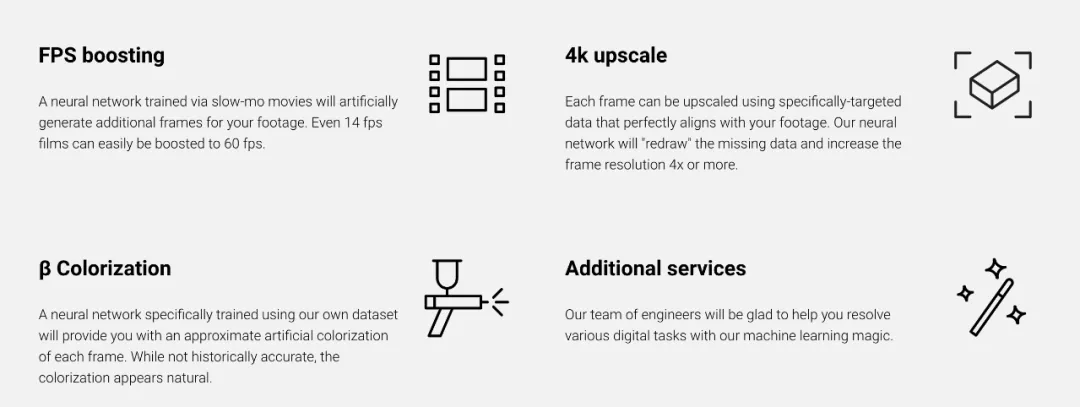 FPS boosting
A neural network trained via slow-mo movies will artificially
generate additional frames for your footage. Even 14 fps
films can easily be boosted to 60 fps.
4k upscale
Each frame can be upscaled using specifically-targeted
data that perfectly aligns with your footage. Our neural
network will "redraw" the missing data and increase the
frame resolution 4x or more.
β Colorization
A neural network specifically trained using our own dataset
will provide you with an approximate artificial colorization
of each frame. While not historically accurate, the
colorization appears natural.
Additional services
Our team of engineers will be glad to help you resolve
various digital tasks with our machine learning magic.